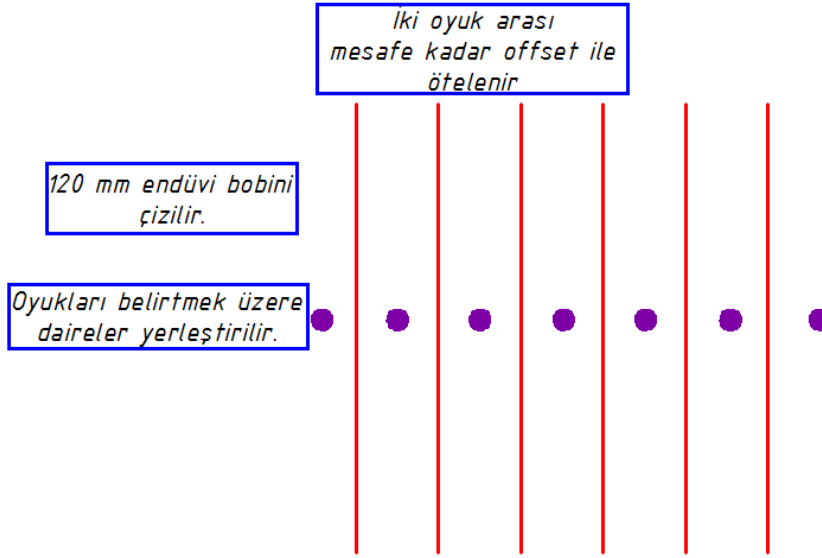 İki oyuk arası
mesafe kadar offset ile
ötelenir
120 mm endüvi bobini
çizilir.
Oyukları belirtmek üzere
daireler yerleştirilir.